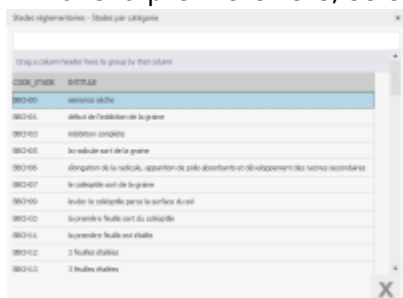 Stades réglementaires - Stades par catégorie
Drag a column header here to group by that column
CODE_STADE INTITULE
BBCH00 semence sèche
BBCH01 début de l'imbibition de la graine
BBCH03 imbibition complète
BBCH05 la radicule sort de la graine
BBCH06 élongation de la radicule, apparition de poils absorbants et développement des racines secondaires
BBCH07 le coléoptile sort de la graine
BBCH09 levée: le coléoptile perce la surface du sol
BBCH10 la première feuille sort du coléoptile
BBCH11 la première feuille est étalée
BBCH12 2 feuilles étalées
BBCH13 3 feuilles étalées
X